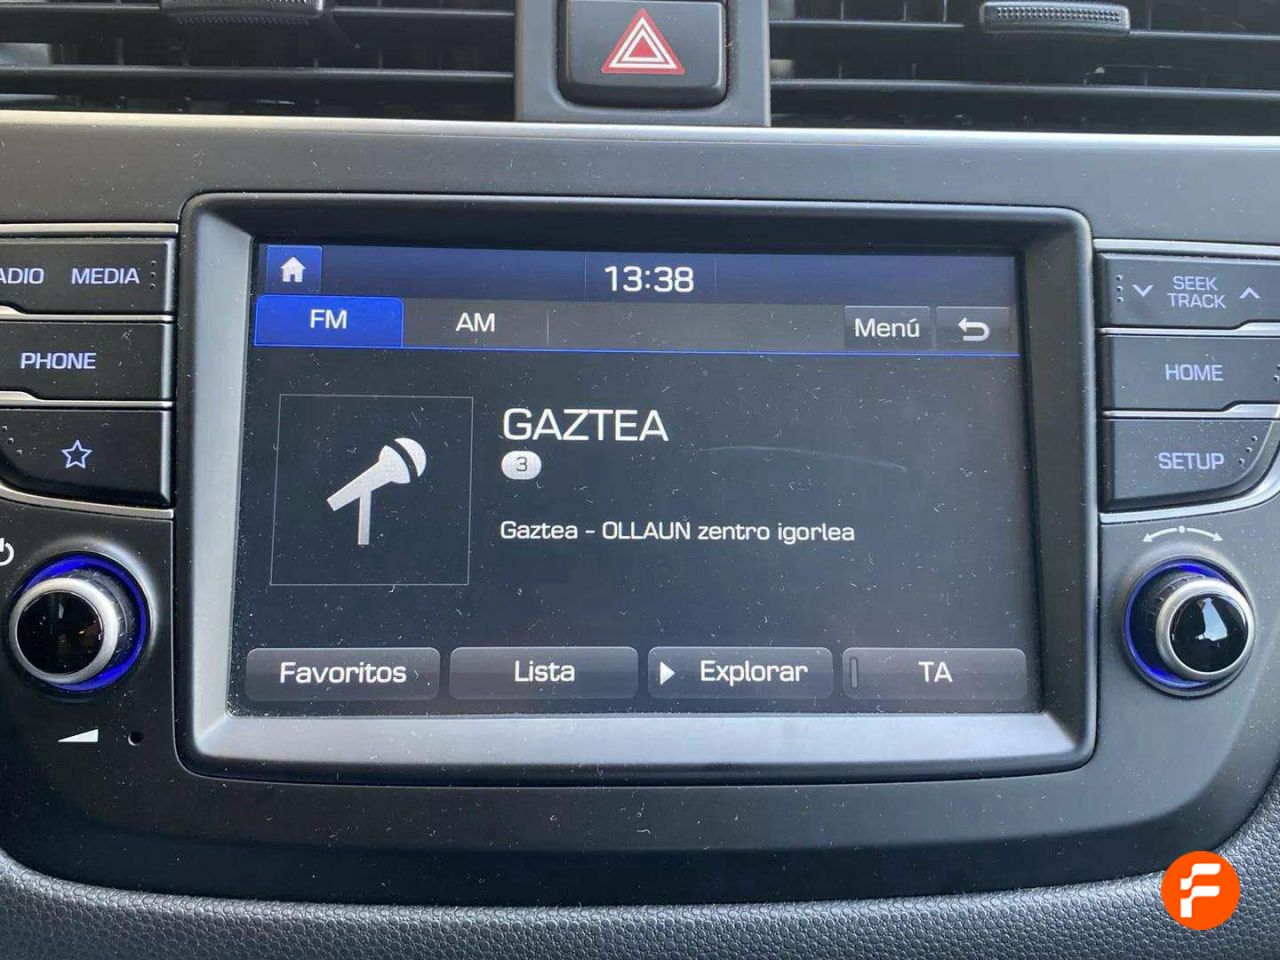 ADIO MEDIA
PHONE
13:38
FM AM Menú
GAZTEA
3
Gaztea - OLLAUN zentro igorlea
Favoritos Lista Explorar TA
SEEK
TRACK
HOME
SETUP
F